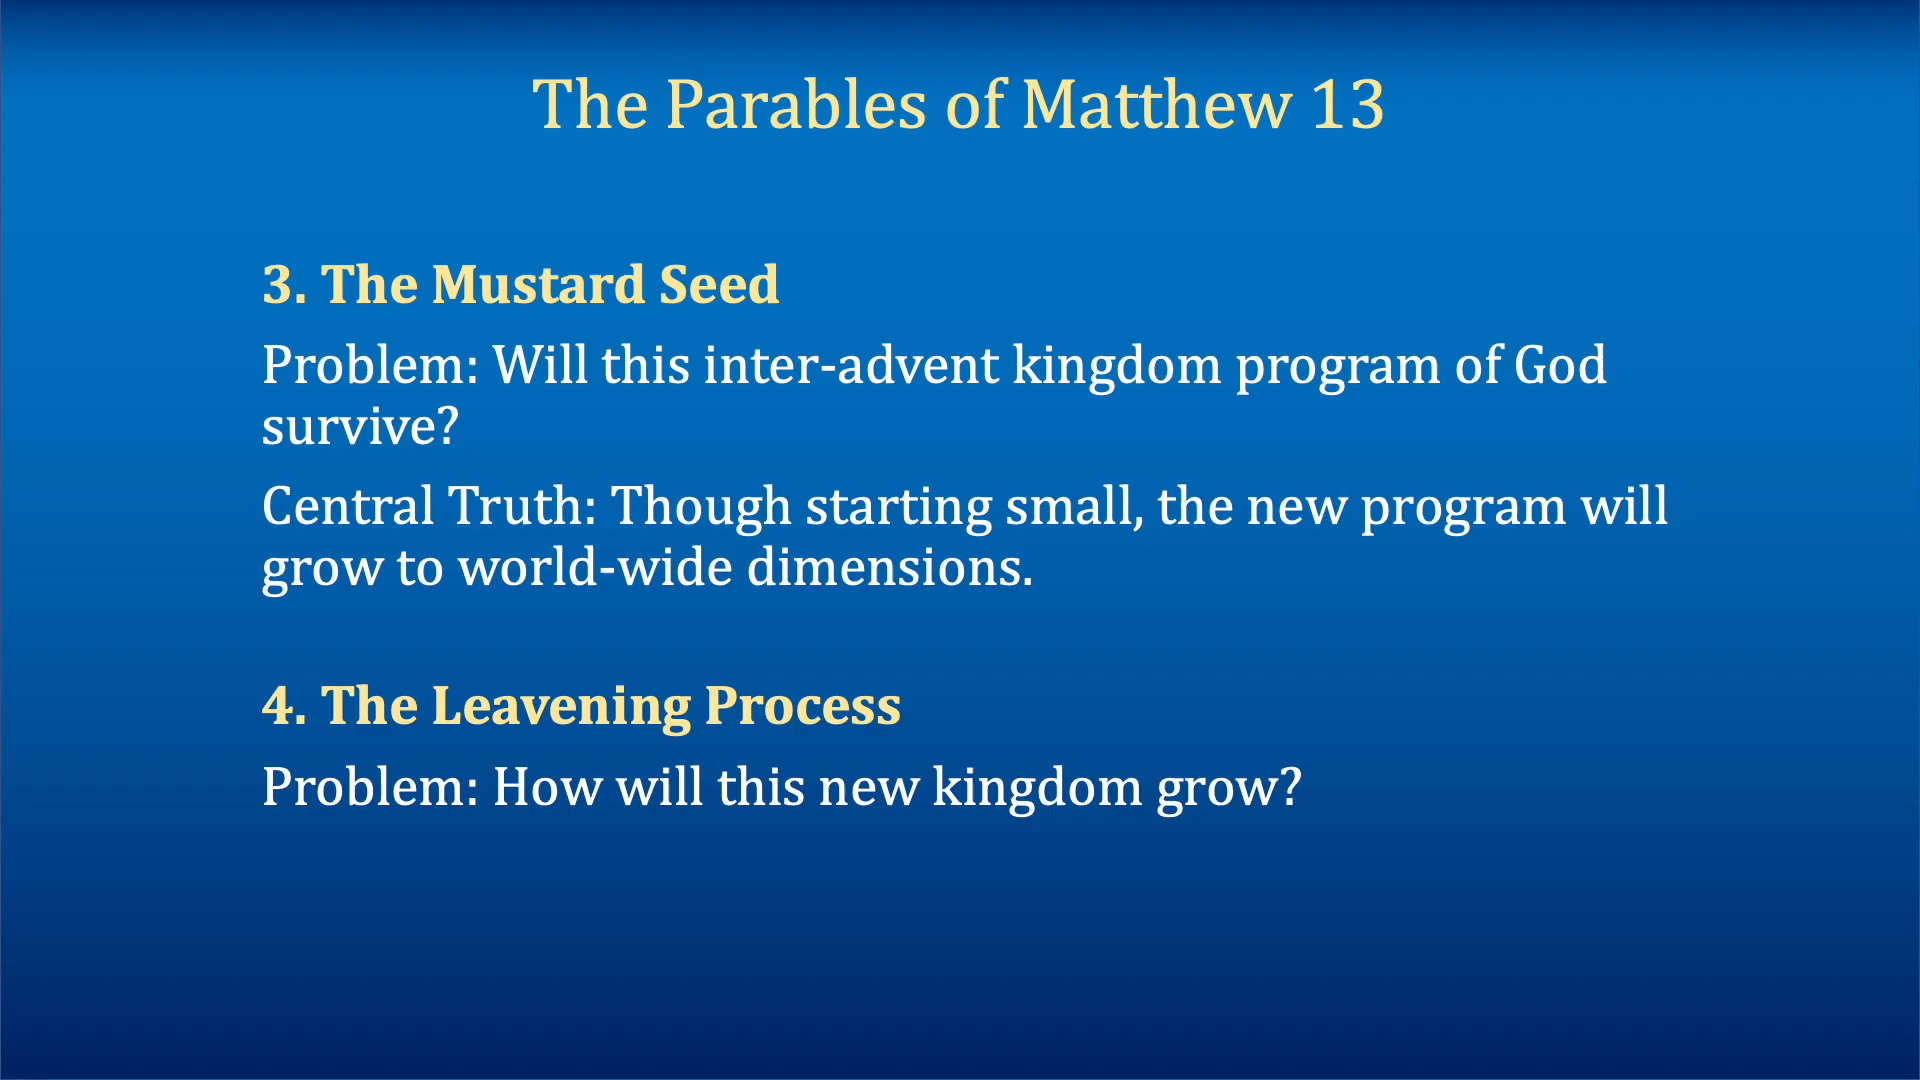 The Parables of Matthew 13
3. The Mustard Seed
Problem: Will this inter-advent kingdom program of God
survive?
Central Truth: Though starting small, the new program will
grow to world-wide dimensions.
4. The Leavening Process
Problem: How will this new kingdom grow?